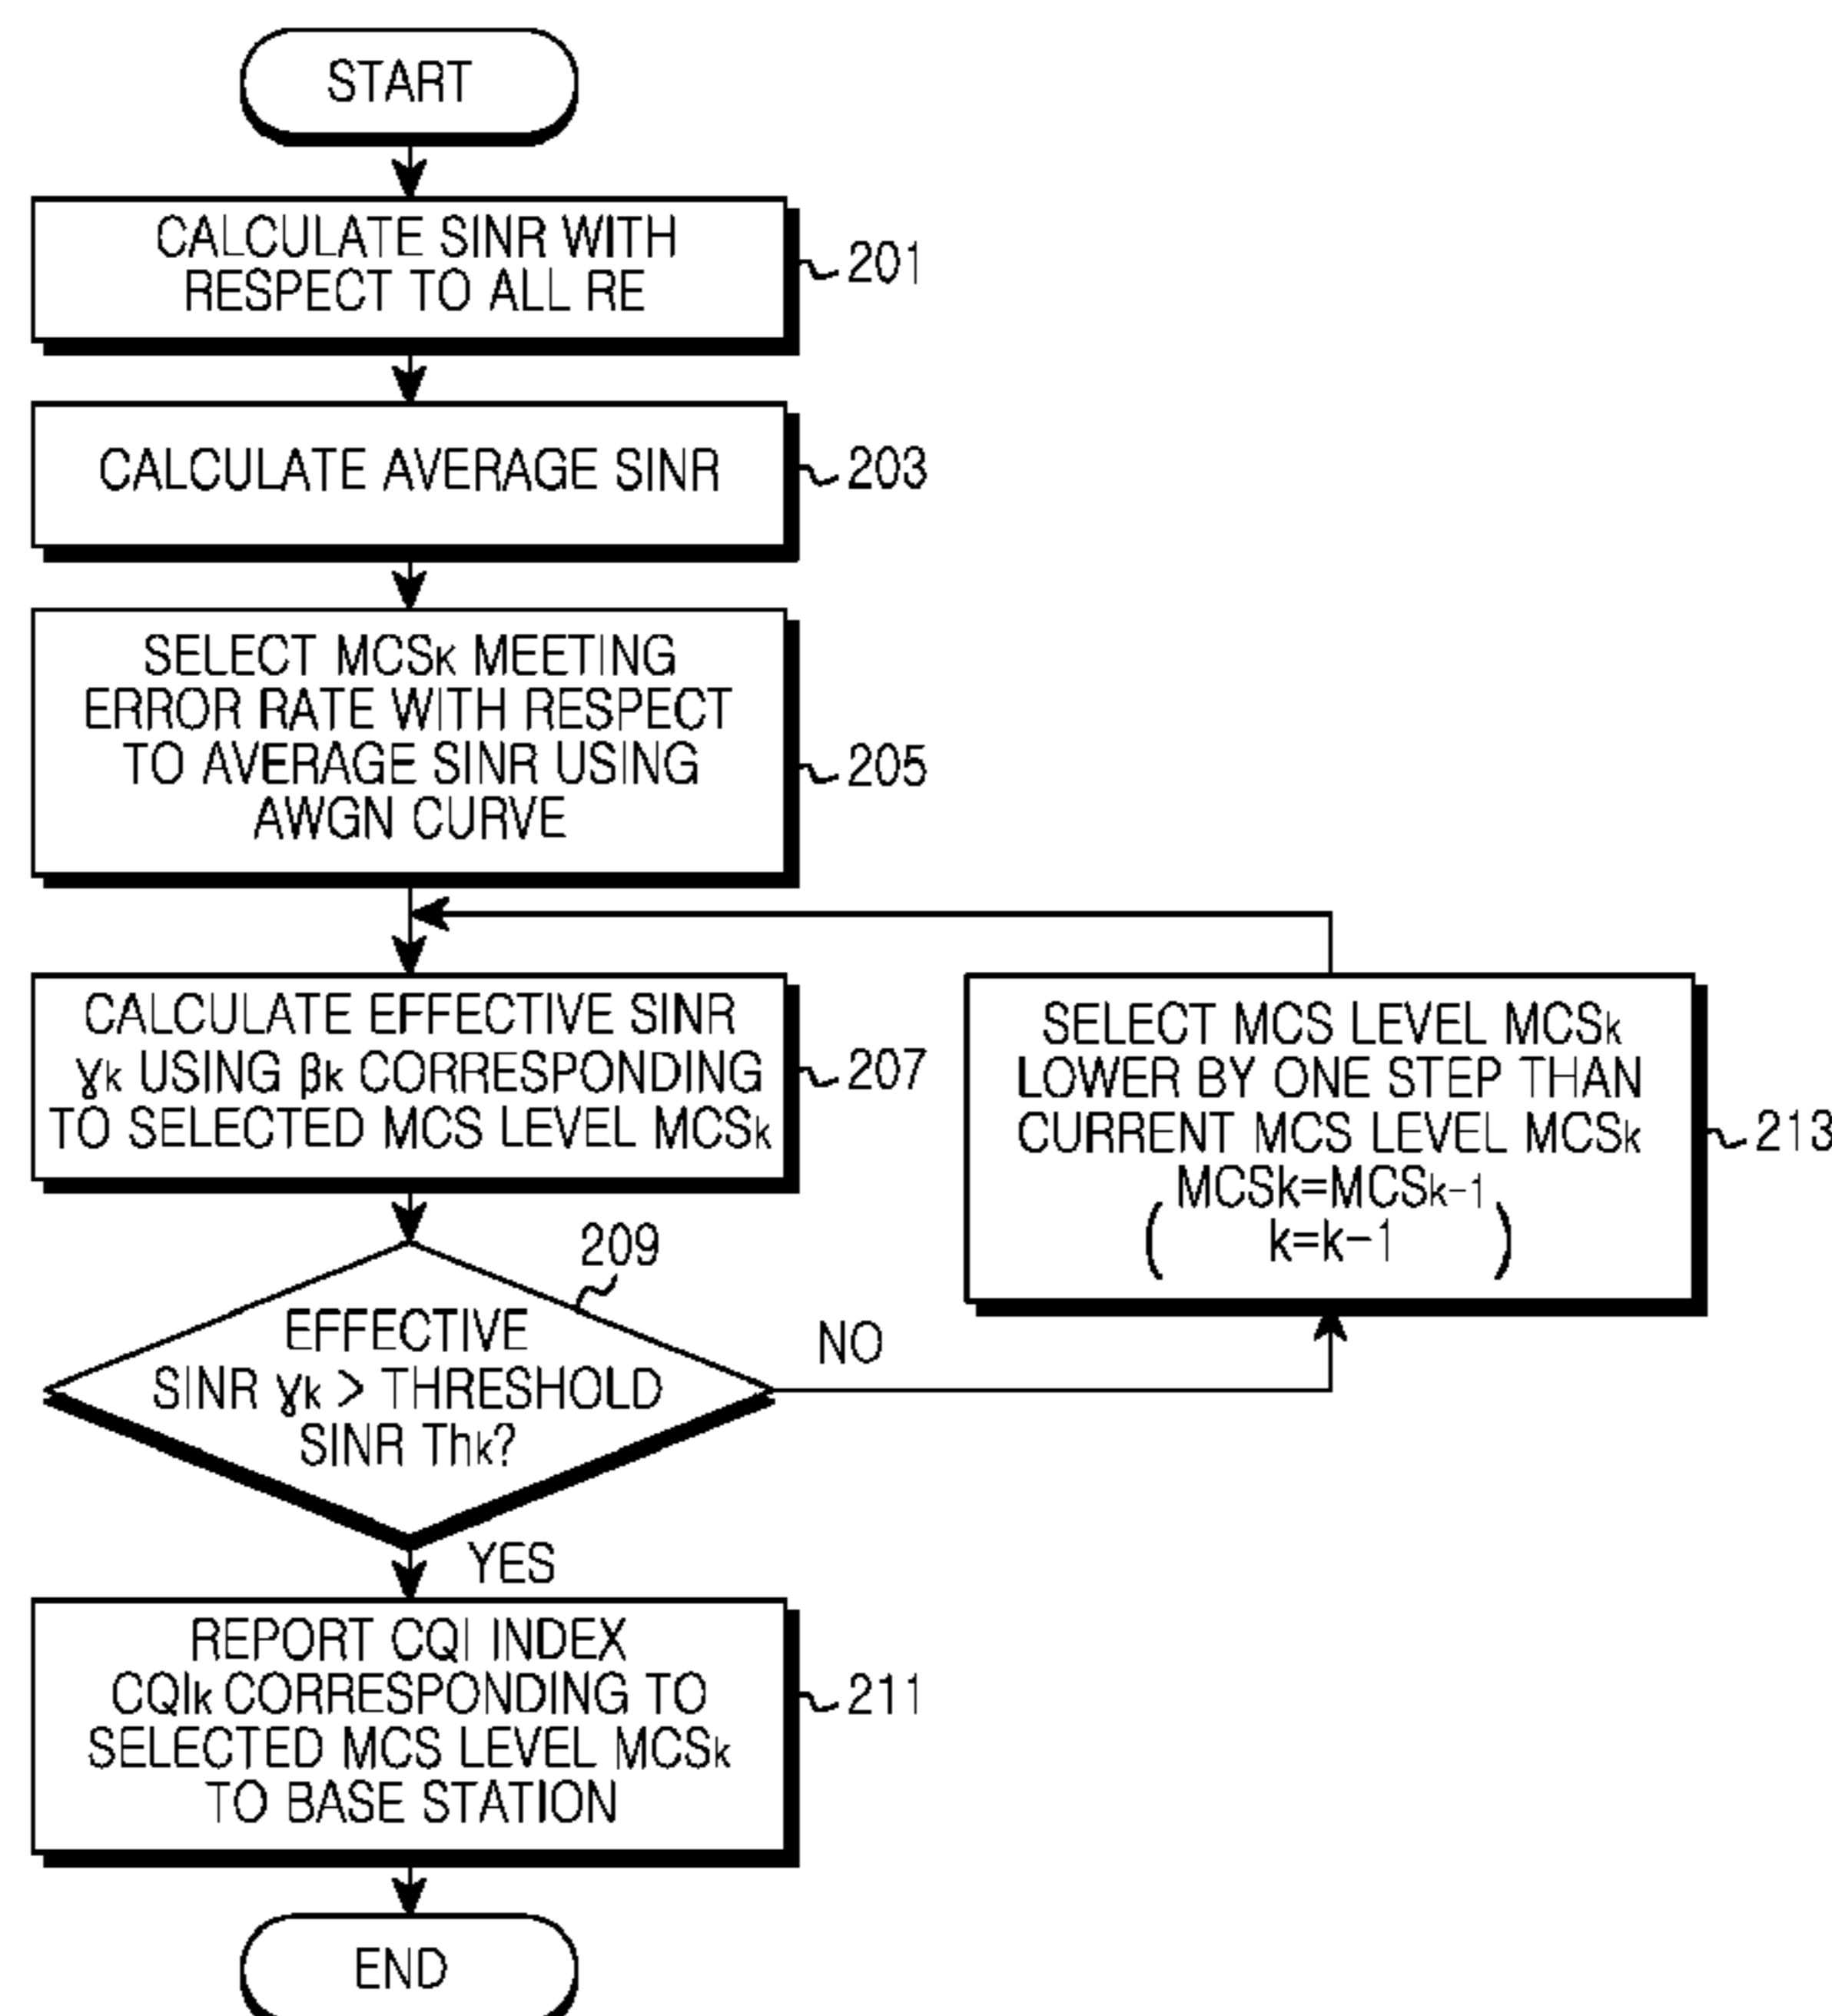 START
CALCULATE SINR WITH
RESPECT TO ALL RE
201
CALCULATE AVERAGE SINR
203
SELECT MCSk MEETING
ERROR RATE WITH RESPECT
TO AVERAGE SINR USING
AWGN CURVE
205
CALCULATE EFFECTIVE SINR
γk USING βk CORRESPONDING
TO SELECTED MCS LEVEL MCSk
207
SELECT MCS LEVEL MCSk
LOWER BY ONE STEP THAN
CURRENT MCS LEVEL MCSk
( MCSk=MCSk-1
k=k-1 )
213
209
EFFECTIVE
SINR γk > THRESHOLD
SINR Thk?
NO
YES
REPORT CQI INDEX
CQIk CORRESPONDING TO
SELECTED MCS LEVEL MCSk
TO BASE STATION
211
END